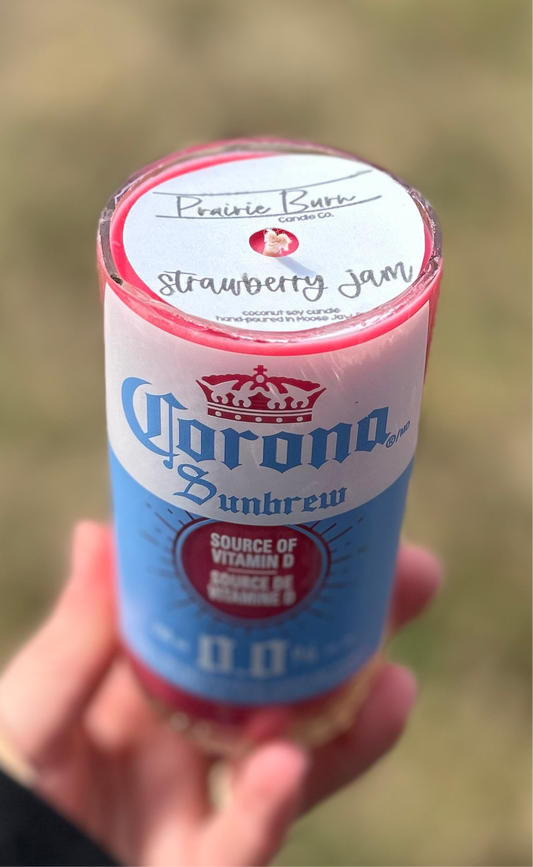 Prairie Burn
Candle Co.
strawberry jam
coconut soy candle
hand-poured in Moose Jaw
Corona
®/MD
Sunbrew
SOURCE OF
VITAMIN D
SOURCE DE
VITAMINE D
0.0%